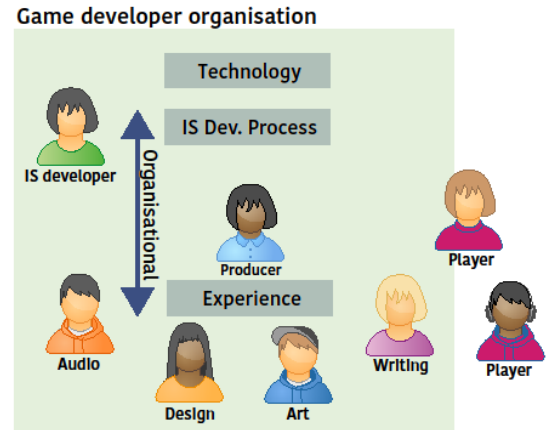 Game developer organisation
Technology
IS Dev. Process
IS developer
Organisational
Producer
Player
Experience
Audio
Writing
Player
Design
Art